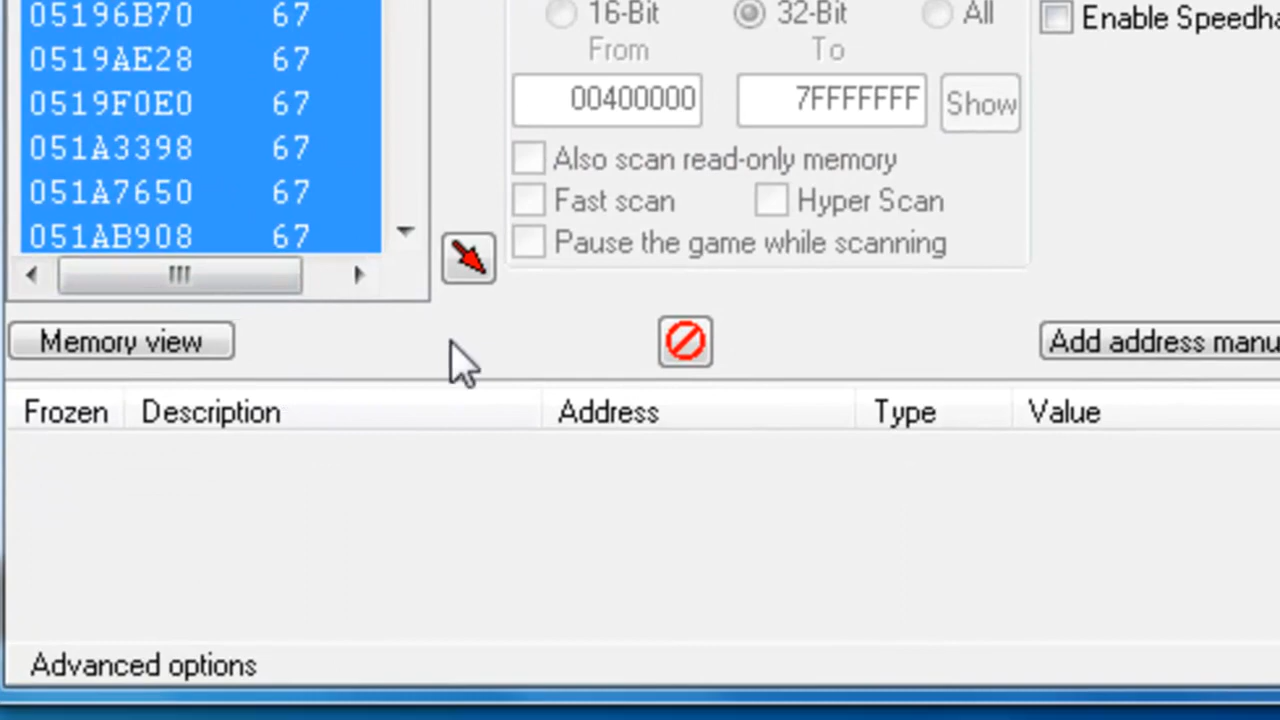 05196B70 67
0519AE28 67
0519F0E0 67
051A3398 67
051A7650 67
051AB908 67
16-Bit 32-Bit All
From To
00400000 7FFFFFFF Show
Also scan read-only memory
Fast scan Hyper Scan
Pause the game while scanning
Enable Speedha
Memory view
Add address manu
Frozen Description Address Type Value
Advanced options